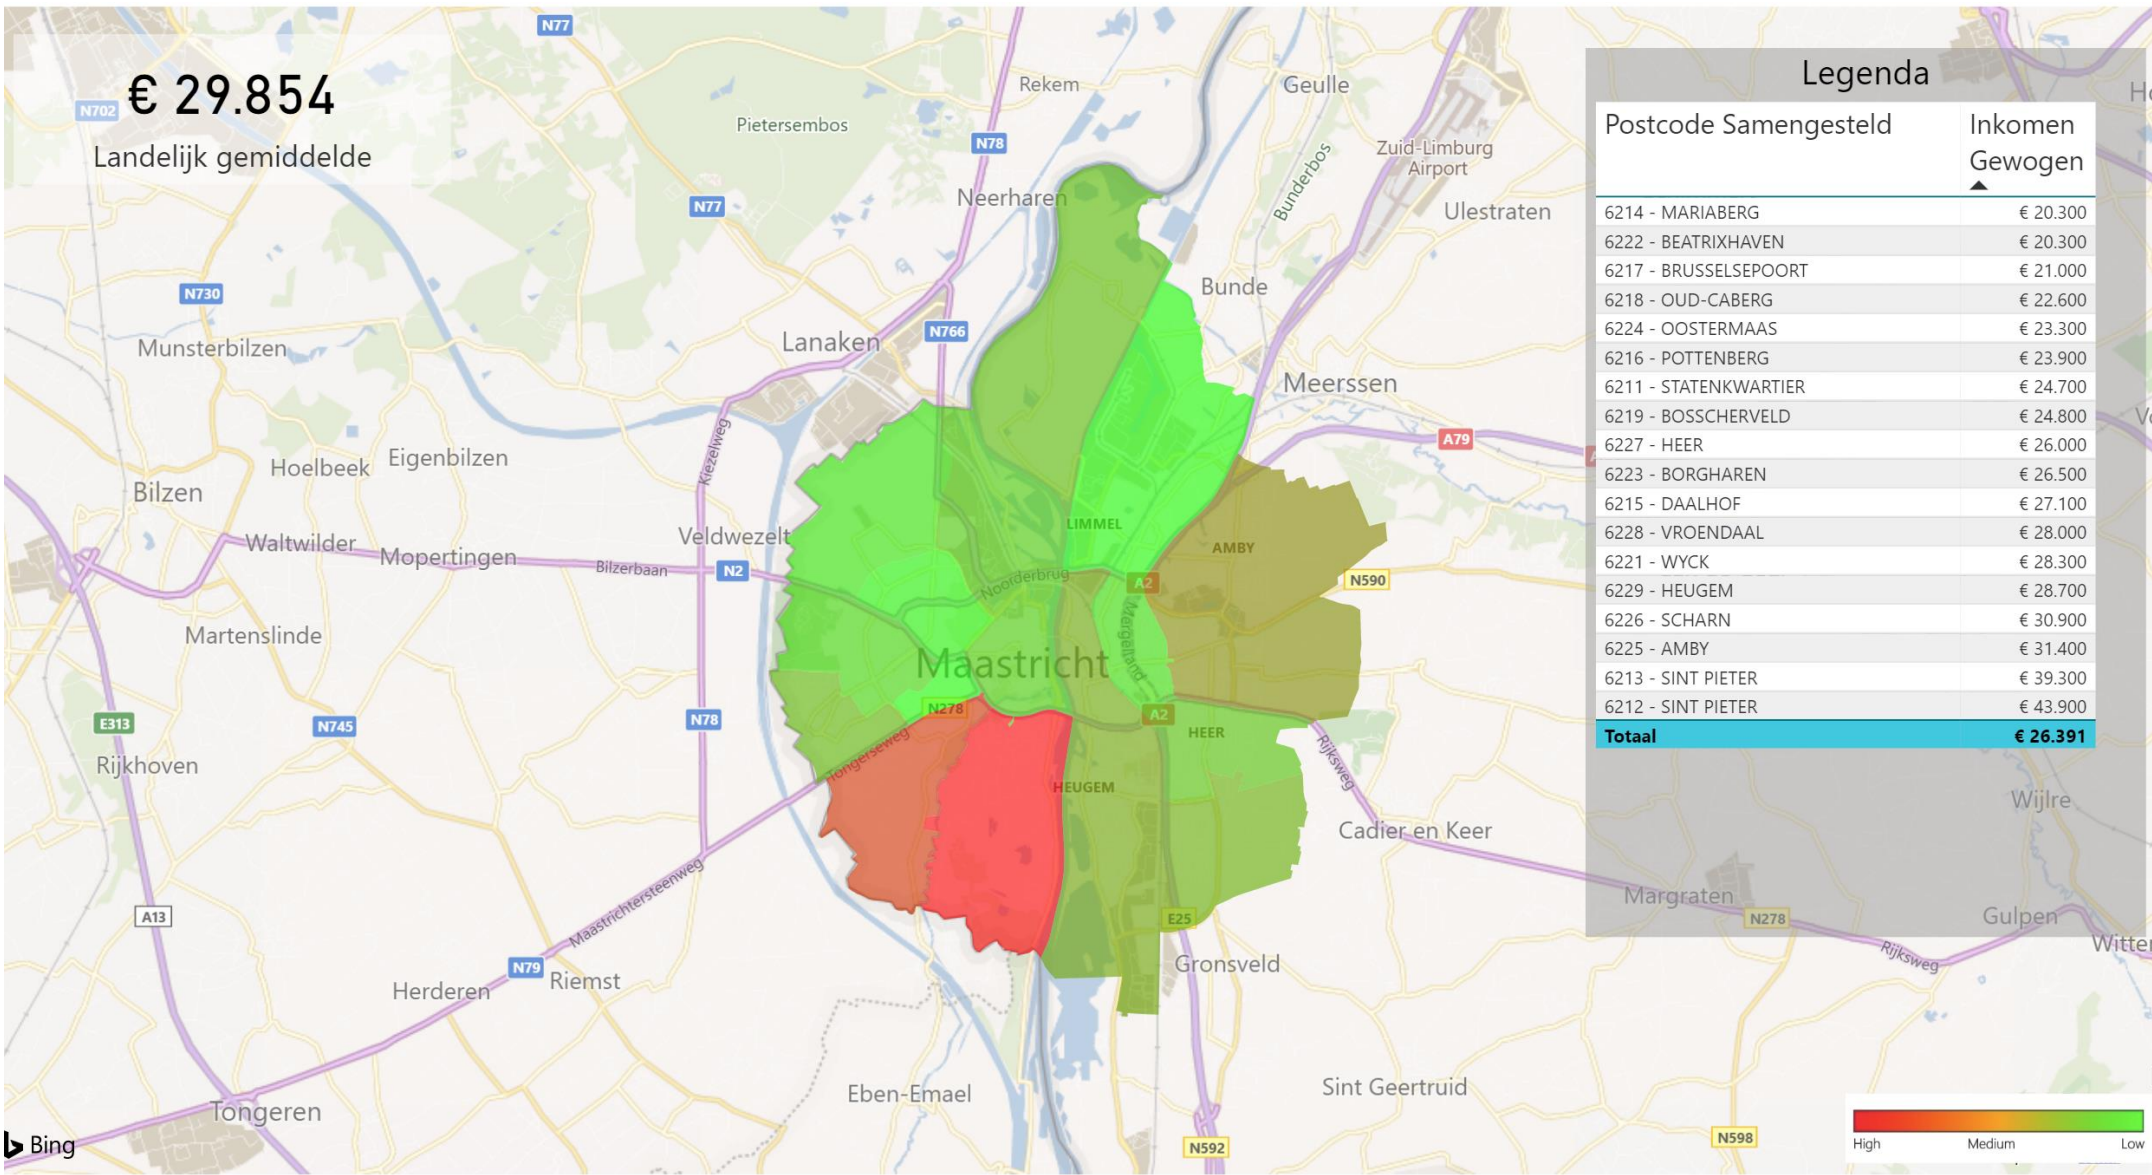 € 29.854
Landelijk gemiddelde
Legenda
Postcode Samengesteld Inkomen Gewogen
6214 - MARIABERG € 20.300
6222 - BEATRIXHAVEN € 20.300
6217 - BRUSSELSEPOORT € 21.000
6218 - OUD-CABERG € 22.600
6224 - OOSTERMAAS € 23.300
6216 - POTTENBERG € 23.900
6211 - STATENKWARTIER € 24.700
6219 - BOSSCHERVELD € 24.800
6227 - HEER € 26.000
6223 - BORGHAREN € 26.500
6215 - DAALHOF € 27.100
6228 - VROENDAAL € 28.000
6221 - WYCK € 28.300
6229 - HEUGEM € 28.700
6226 - SCHARN € 30.900
6225 - AMBY € 31.400
6213 - SINT PIETER € 39.300
6212 - SINT PIETER € 43.900
Totaal € 26.391
N77
Rekem
Geulle
N702
Pietersembos
N78
Zuid-Limburg
Airport
Bunderbos
Neerharen
N77
Ulestraten
N730
Bunde
Munsterbilzen
Lanaken
N766
Meerssen
Kiezelweg
A79
Hoelbeek
Eigenbilzen
Bilzen
LIMMEL
Veldwezelt
Waltwilder
Mopertingen
Bilzerbaan
N2
AMBY
Noorderbrug
A2
N590
Martenslinde
Mergelland
Maastricht
E313
N745
N78
N278
A2
HEER
Tongerseweg
Rijksweg
Rijkhoven
HEUGEM
Wijlre
Cadier en Keer
Maastrichtersteenweg
Margraten
A13
E25
N278
Gulpen
Rijksweg
Witte
N79
Riemst
Herderen
Gronsveld
Eben-Emael
Sint Geertruid
Tongeren
Bing
N592
N598
High Medium Low